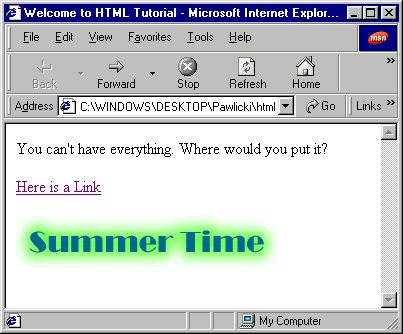 Welcome to HTML Tutorial - Microsoft Internet Explor...
File Edit View Favorites Tools Help
msn
Back Forward Stop Refresh Home
Address C:\WINDOWS\DESKTOP\Pawlicki\html Go Links
You can't have everything. Where would you put it?
Here is a Link
Summer Time
My Computer